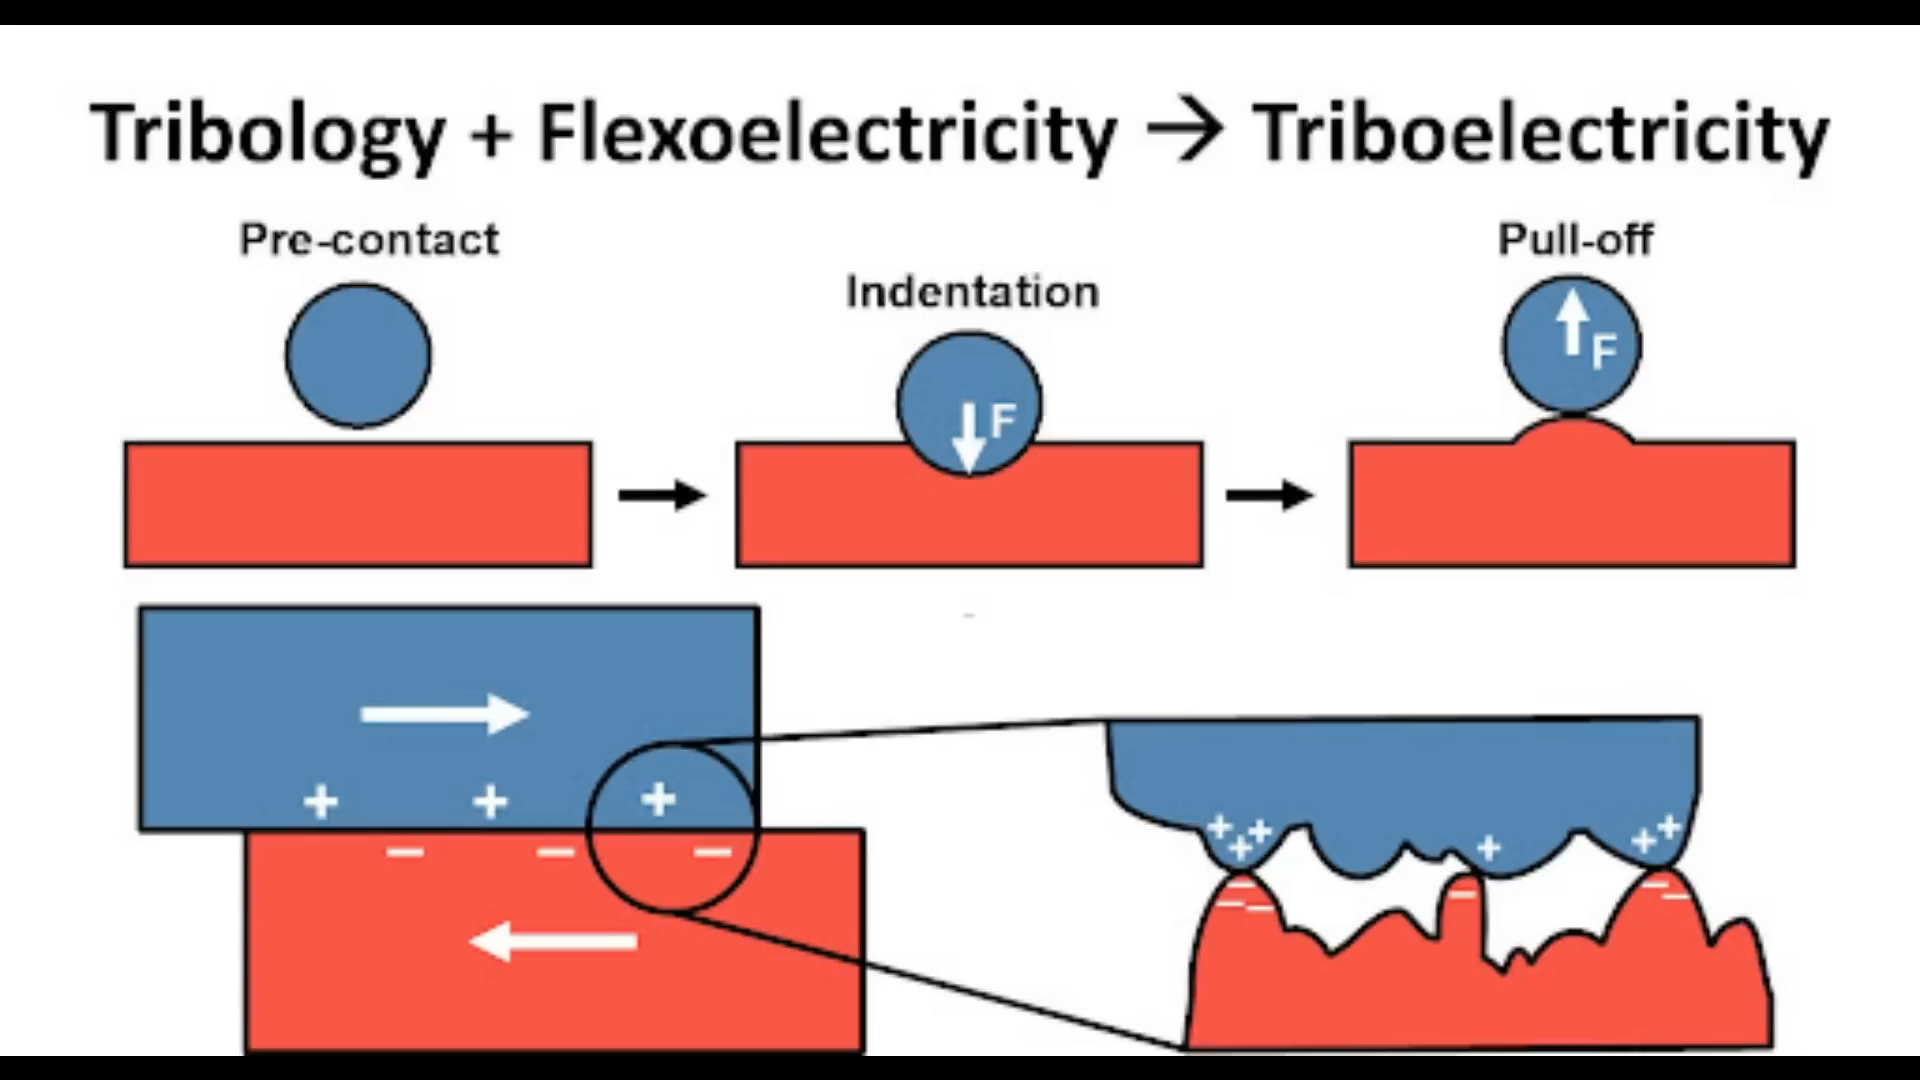 Tribology + Flexoelectricity → Triboelectricity
Pre-contact
Indentation
Pull-off
F
F
+ + +
− − −
+ + +
+
+ +
− − −
−
− −